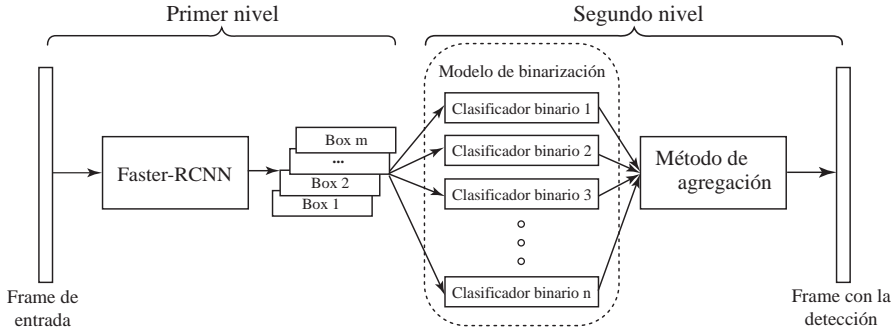 Primer nivel
Segundo nivel
Modelo de binarización
Clasificador binario 1
Box m
...
Faster-RCNN
Clasificador binario 2
Método de
agregación
Box 2
Clasificador binario 3
Box 1
Clasificador binario n
Frame de
entrada
Frame con la
detección